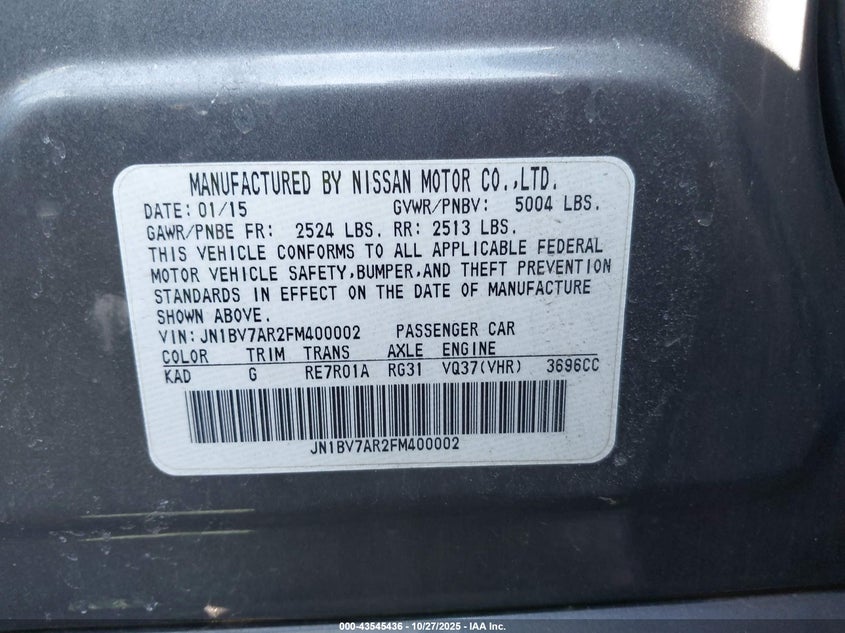 MANUFACTURED BY NISSAN MOTOR CO.,LTD.
DATE: 01/15 GVWR/PNBV: 5004 LBS.
GAWR/PNBE FR: 2524 LBS. RR: 2513 LBS.
THIS VEHICLE CONFORMS TO ALL APPLICABLE FEDERAL
MOTOR VEHICLE SAFETY,BUMPER,AND THEFT PREVENTION
STANDARDS IN EFFECT ON THE DATE OF MANUFACTURE
SHOWN ABOVE.
VIN: JN1BV7AR2FM400002 PASSENGER CAR
COLOR TRIM TRANS AXLE ENGINE
KAD G RE7R01A RG31 VQ37(VHR) 3696CC
JN1BV7AR2FM400002
000-43545436 - 10/27/2025 - IAA Inc.